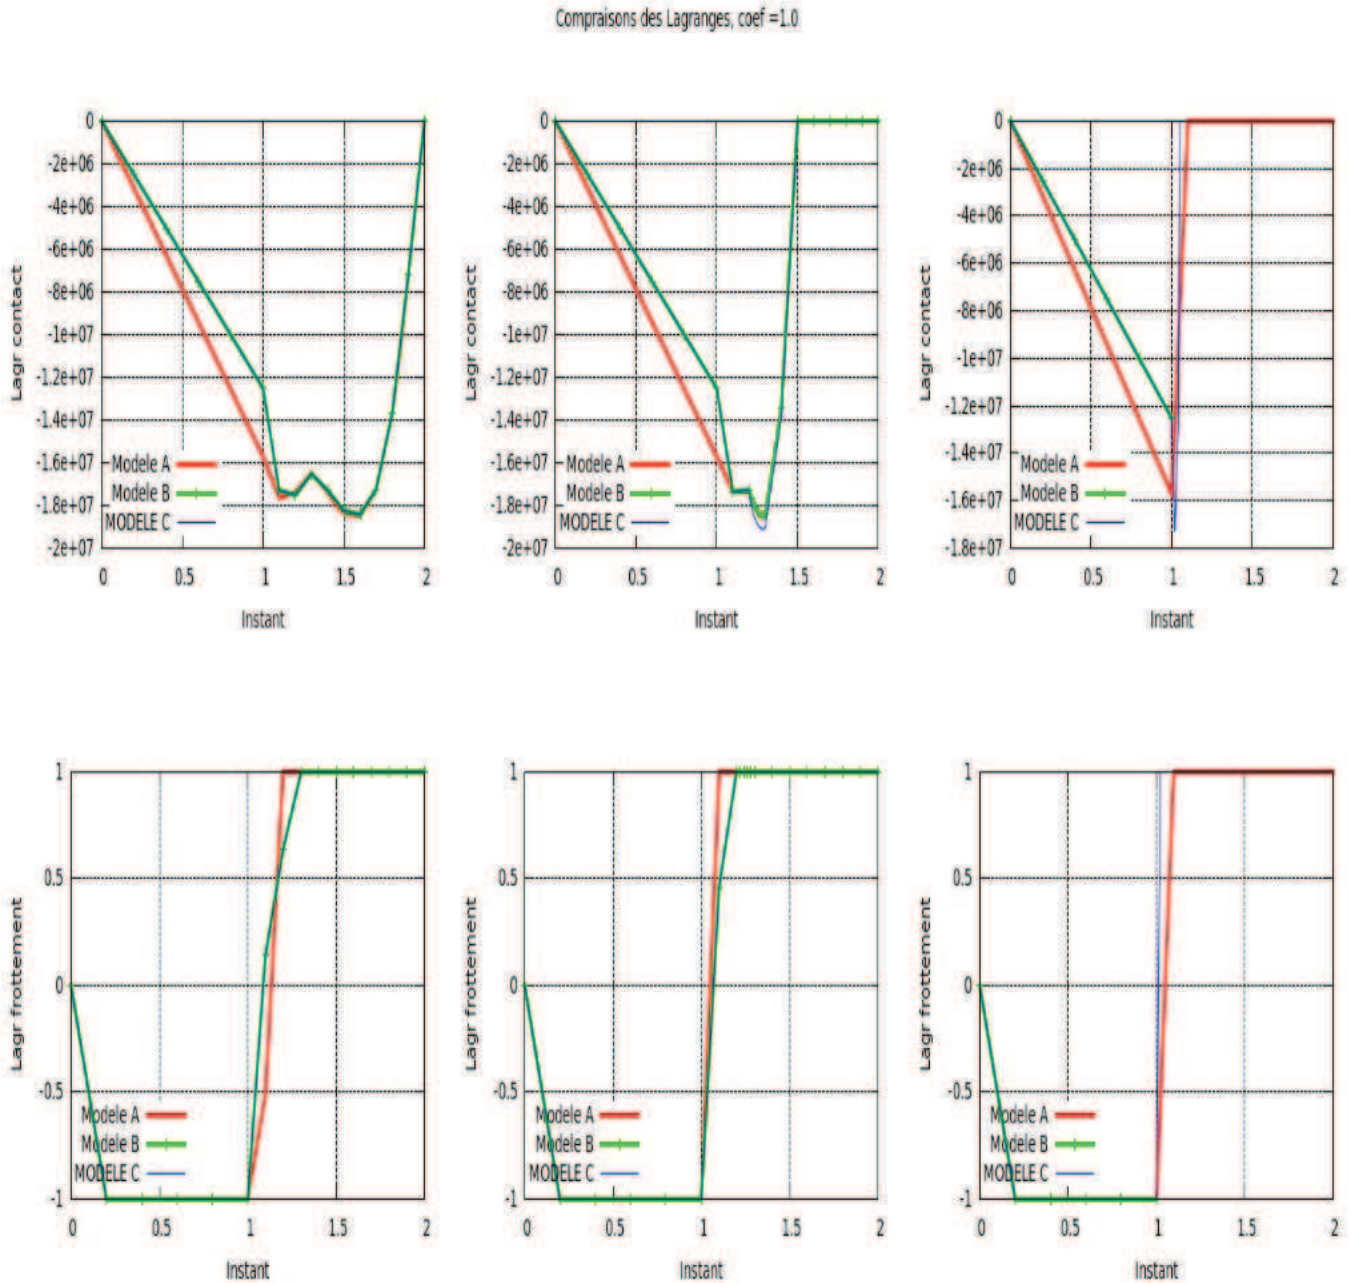 Compraisons des Lagranges, coef =1.0
0
-2e+06
-4e+06
-6e+06
-8e+06
-1e+07
-1.2e+07
-1.4e+07
-1.6e+07
-1.8e+07
-2e+07
Lagr contact
Modele A
Modele B
MODELE C
0 0.5 1 1.5 2
Instant
0
-2e+06
-4e+06
-6e+06
-8e+06
-1e+07
-1.2e+07
-1.4e+07
-1.6e+07
-1.8e+07
-2e+07
Lagr contact
Modele A
Modele B
MODELE C
0 0.5 1 1.5 2
Instant
0
-2e+06
-4e+06
-6e+06
-8e+06
-1e+07
-1.2e+07
-1.4e+07
-1.6e+07
-1.8e+07
Lagr contact
Modele A
Modele B
MODELE C
0 0.5 1 1.5 2
Instant
1
0.5
0
-0.5
-1
Lagr frottement
Modele A
Modele B
MODELE C
0 0.5 1 1.5 2
Instant
1
0.5
0
-0.5
-1
Lagr frottement
Modele A
Modele B
MODELE C
0 0.5 1 1.5 2
Instant
1
0.5
0
-0.5
-1
Lagr frottement
Modele A
Modele B
MODELE C
0 0.5 1 1.5 2
Instant